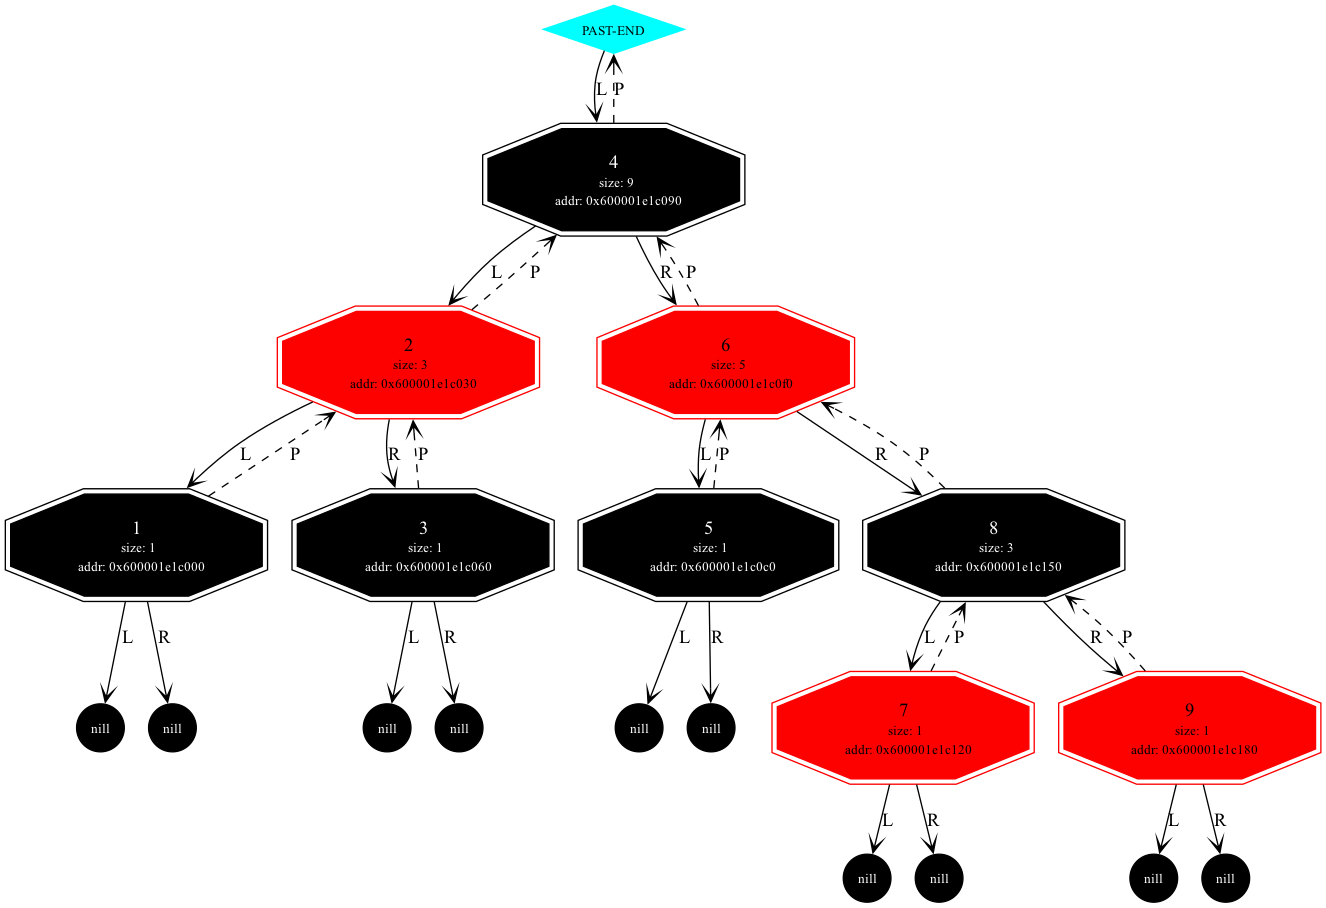 PAST-END
L
P
4
size: 9
addr: 0x600001e1c090
L
P
R
P
2
size: 3
addr: 0x600001e1c030
6
size: 5
addr: 0x600001e1c0f0
L
P
R
P
L
P
R
P
1
size: 1
addr: 0x600001e1c000
3
size: 1
addr: 0x600001e1c060
5
size: 1
addr: 0x600001e1c0c0
8
size: 3
addr: 0x600001e1c150
L
R
L
R
L
R
L
P
R
P
nill
nill
nill
nill
nill
nill
7
size: 1
addr: 0x600001e1c120
9
size: 1
addr: 0x600001e1c180
L
R
L
R
nill
nill
nill
nill